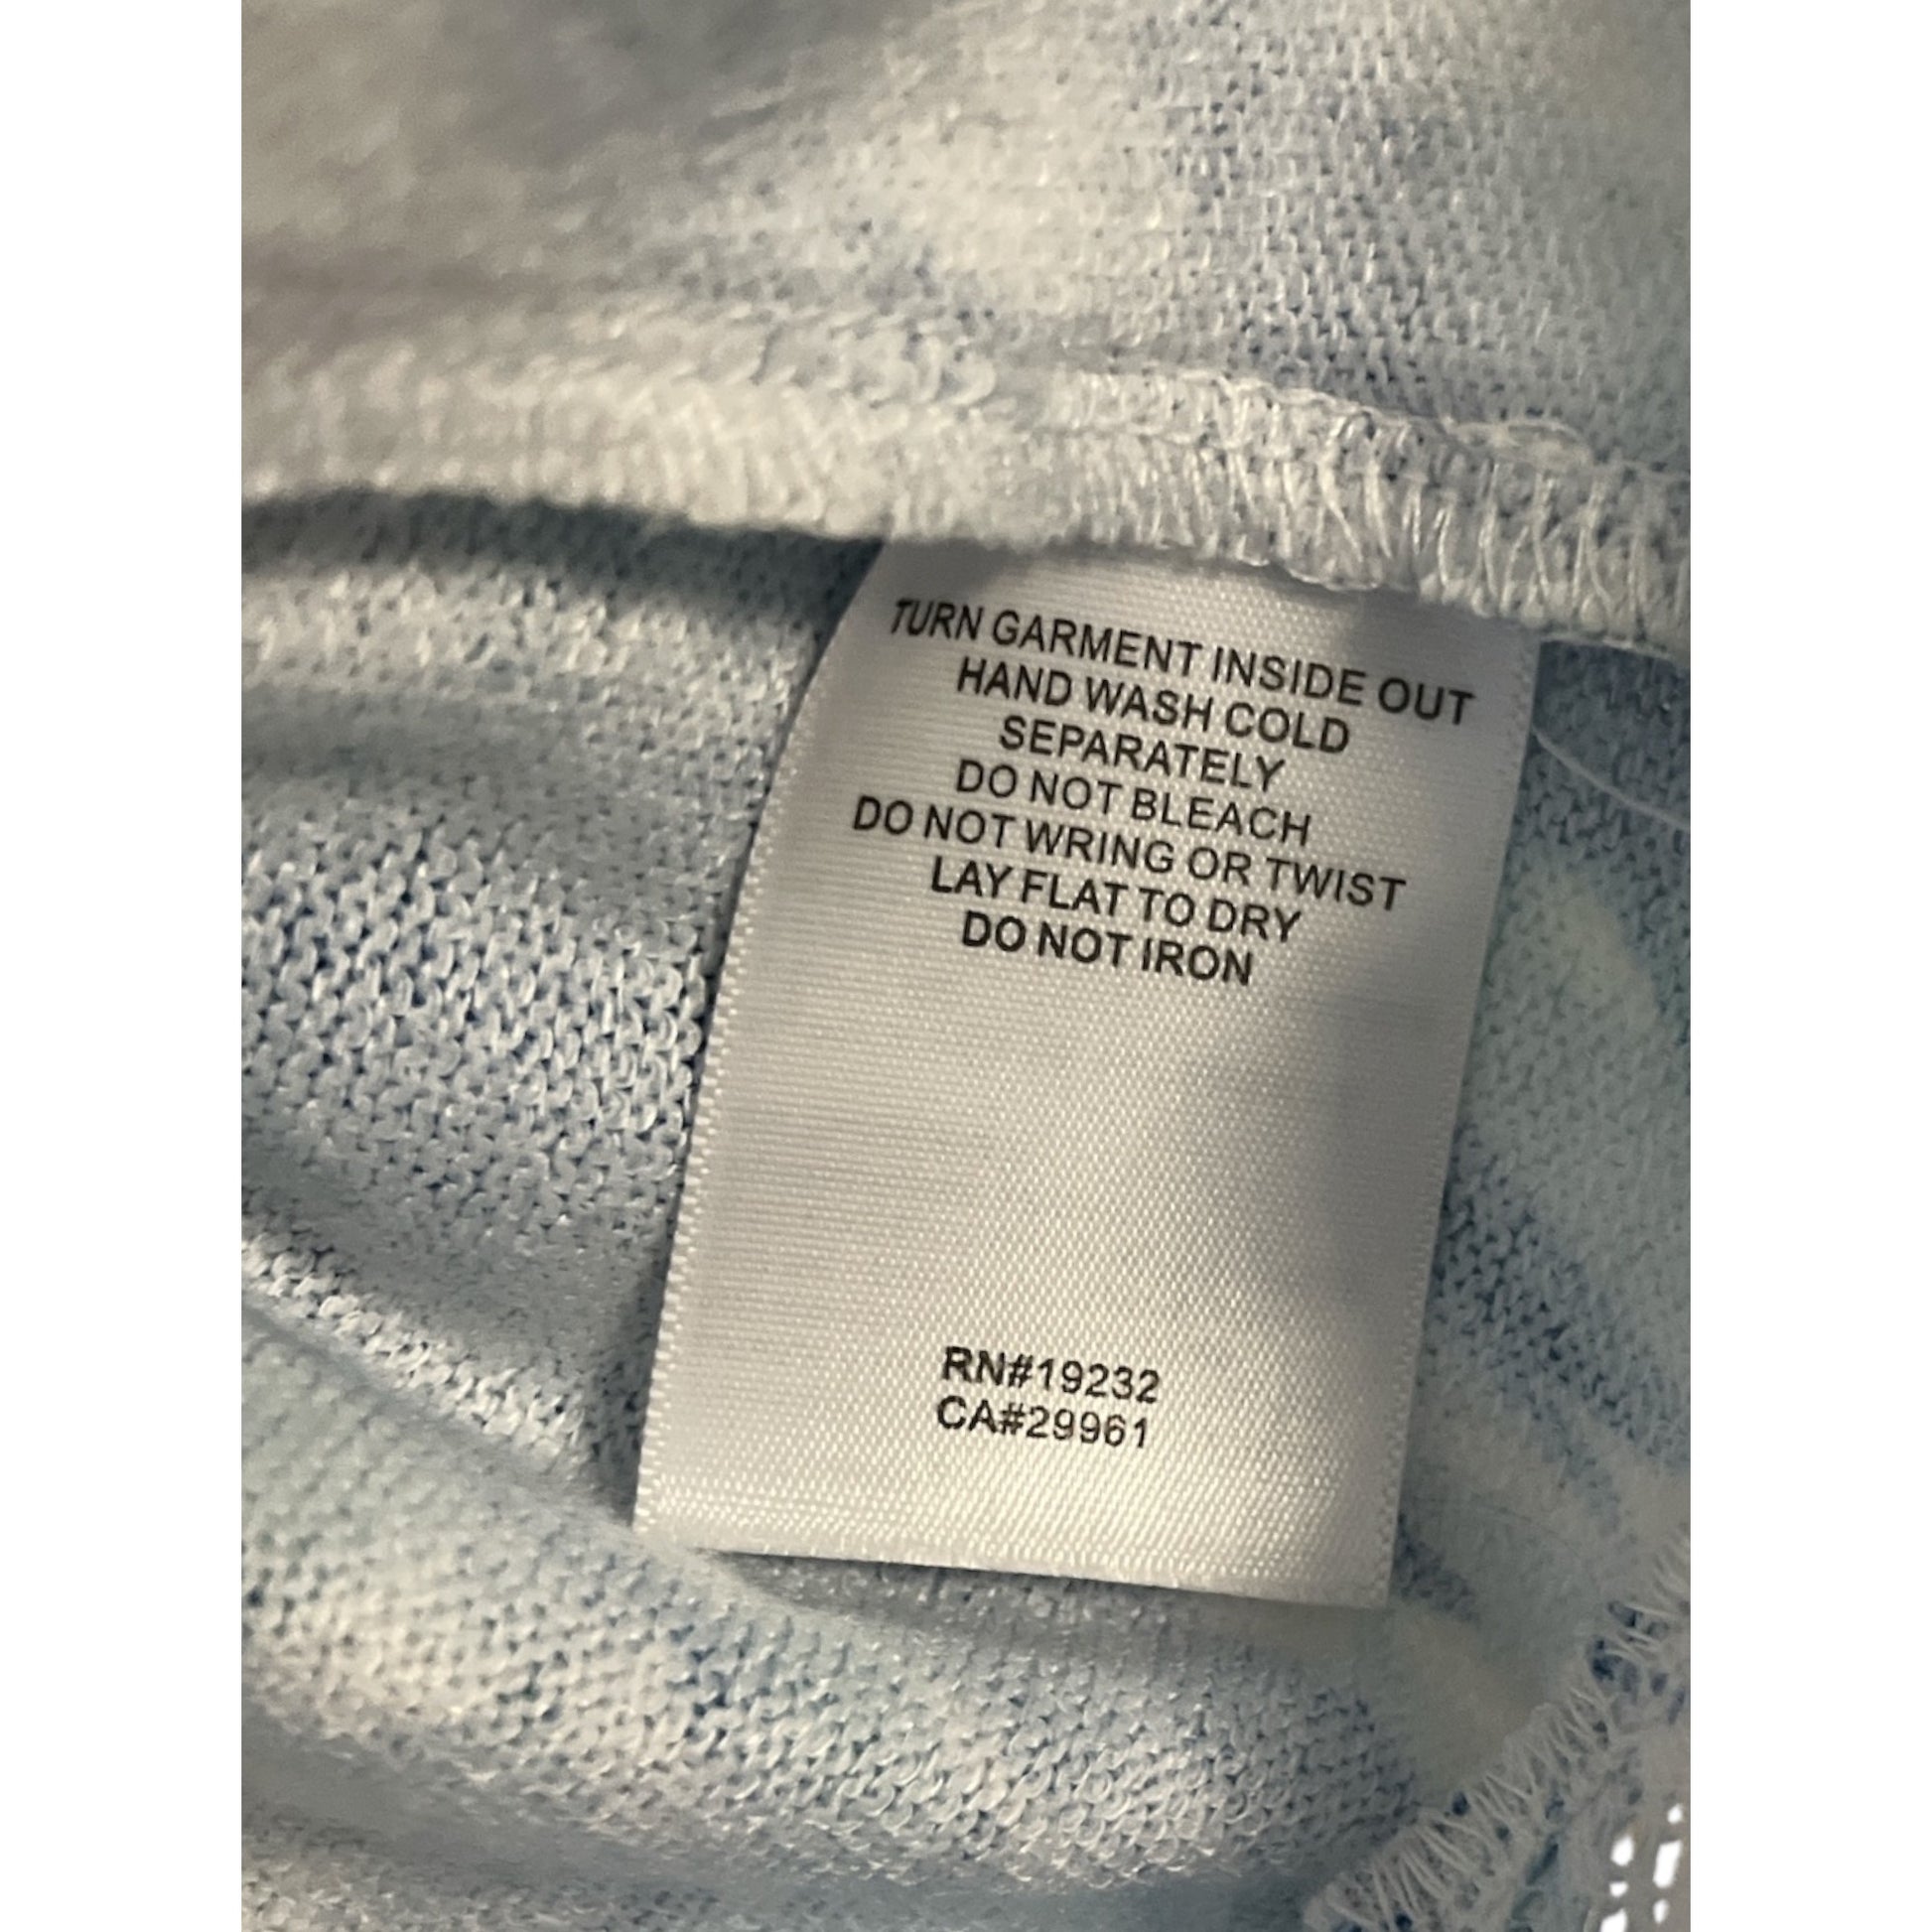 TURN GARMENT INSIDE OUT
HAND WASH COLD
SEPARATELY
DO NOT BLEACH
DO NOT WRING OR TWIST
LAY FLAT TO DRY
DO NOT IRON
RN#19232
CA#29961